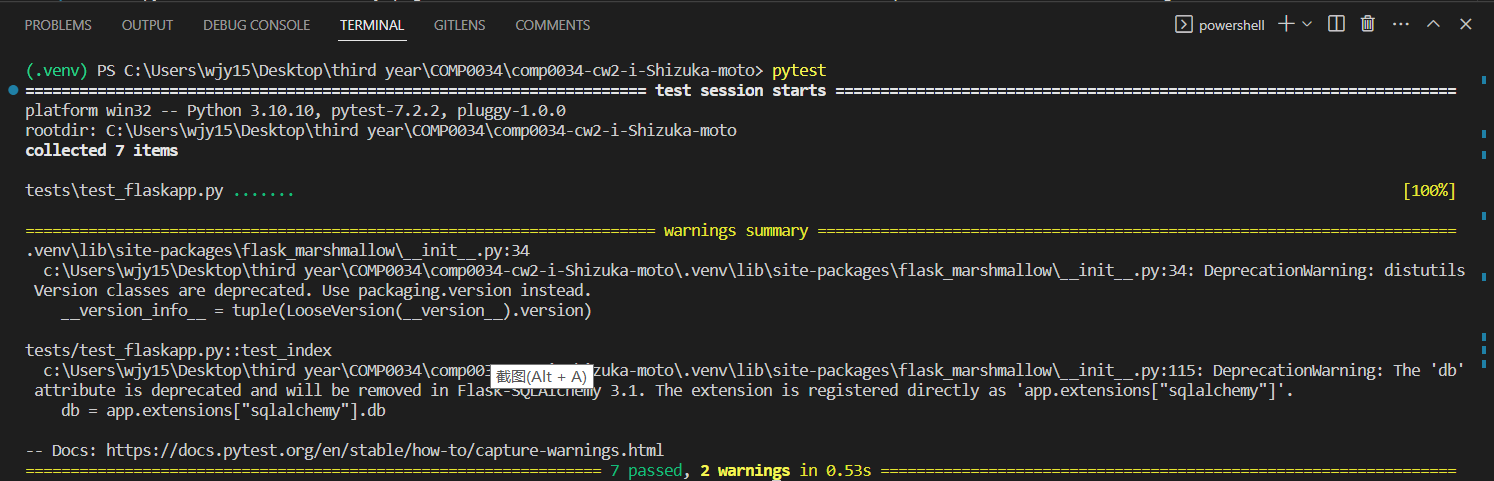 PROBLEMS OUTPUT DEBUG CONSOLE TERMINAL GITLENS COMMENTS powershell
(.venv) PS C:\Users\wjy15\Desktop\third year\COMP0034\comp0034-cw2-i-Shizuka-moto> pytest
======================================================================= test session starts =======================================================================
platform win32 -- Python 3.10.10, pytest-7.2.2, pluggy-1.0.0
rootdir: C:\Users\wjy15\Desktop\third year\COMP0034\comp0034-cw2-i-Shizuka-moto
collected 7 items
tests\test_flaskapp.py ....... [100%]
======================================================================== warnings summary =========================================================================
.venv\lib\site-packages\flask_marshmallow\__init__.py:34
c:\Users\wjy15\Desktop\third year\COMP0034\comp0034-cw2-i-Shizuka-moto\.venv\lib\site-packages\flask_marshmallow\__init__.py:34: DeprecationWarning: distutils
Version classes are deprecated. Use packaging.version instead.
__version_info__ = tuple(LooseVersion(__version__).version)
tests/test_flaskapp.py::test_index
c:\Users\wjy15\Desktop\third year\COMP0034\comp00 截图(Alt + A) zuka-moto\.venv\lib\site-packages\flask_marshmallow\__init__.py:115: DeprecationWarning: The 'db'
attribute is deprecated and will be removed in Flask-SQLAlchemy 3.1. The extension is registered directly as 'app.extensions["sqlalchemy"]'.
db = app.extensions["sqlalchemy"].db
-- Docs: https://docs.pytest.org/en/stable/how-to/capture-warnings.html
================================================================== 7 passed, 2 warnings in 0.53s ==================================================================